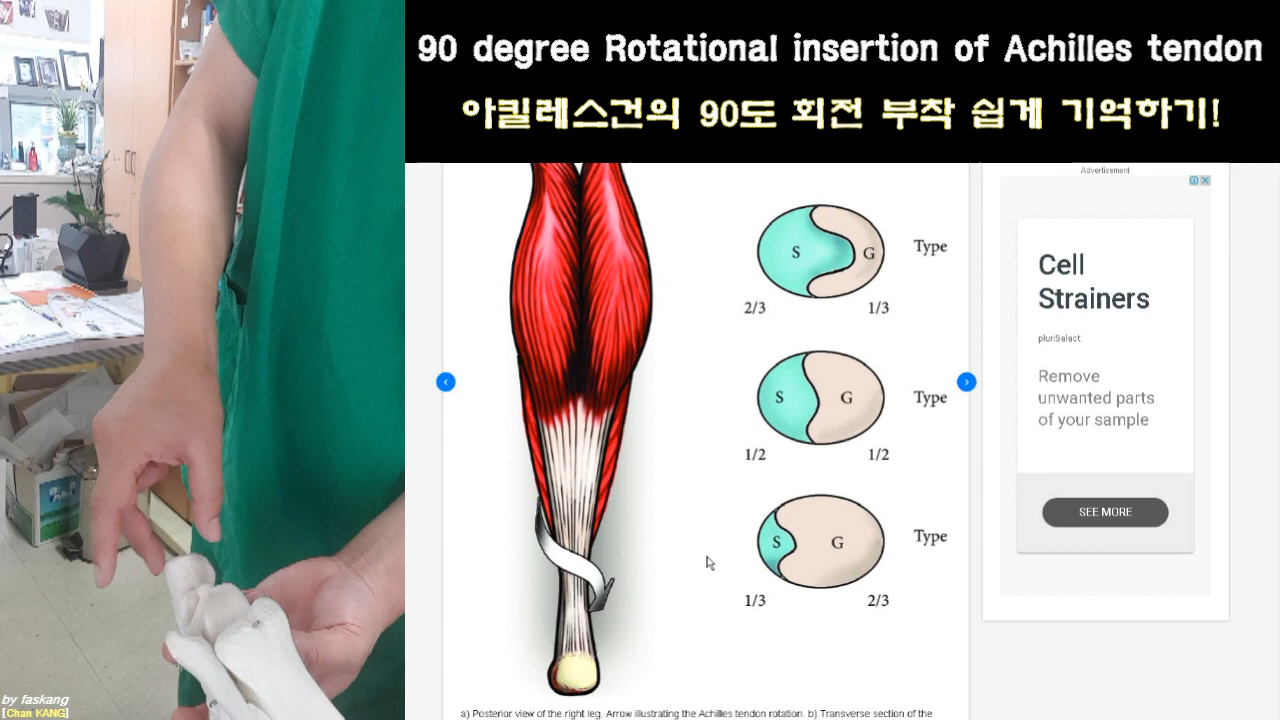 90 degree Rotational insertion of Achilles tendon
아킬레스건의 90도 회전 부착 쉽게 기억하기!
Advertisement
S
G
Type
2/3
1/3
S
G
Type
1/2
1/2
S
G
Type
1/3
2/3
Cell
Strainers
pluriSelect
Remove
unwanted parts
of your sample
SEE MORE
by faskang
[Chan KANG]
a) Posterior view of the right leg. Arrow illustrating the Achilles tendon rotation. b) Transverse section of the